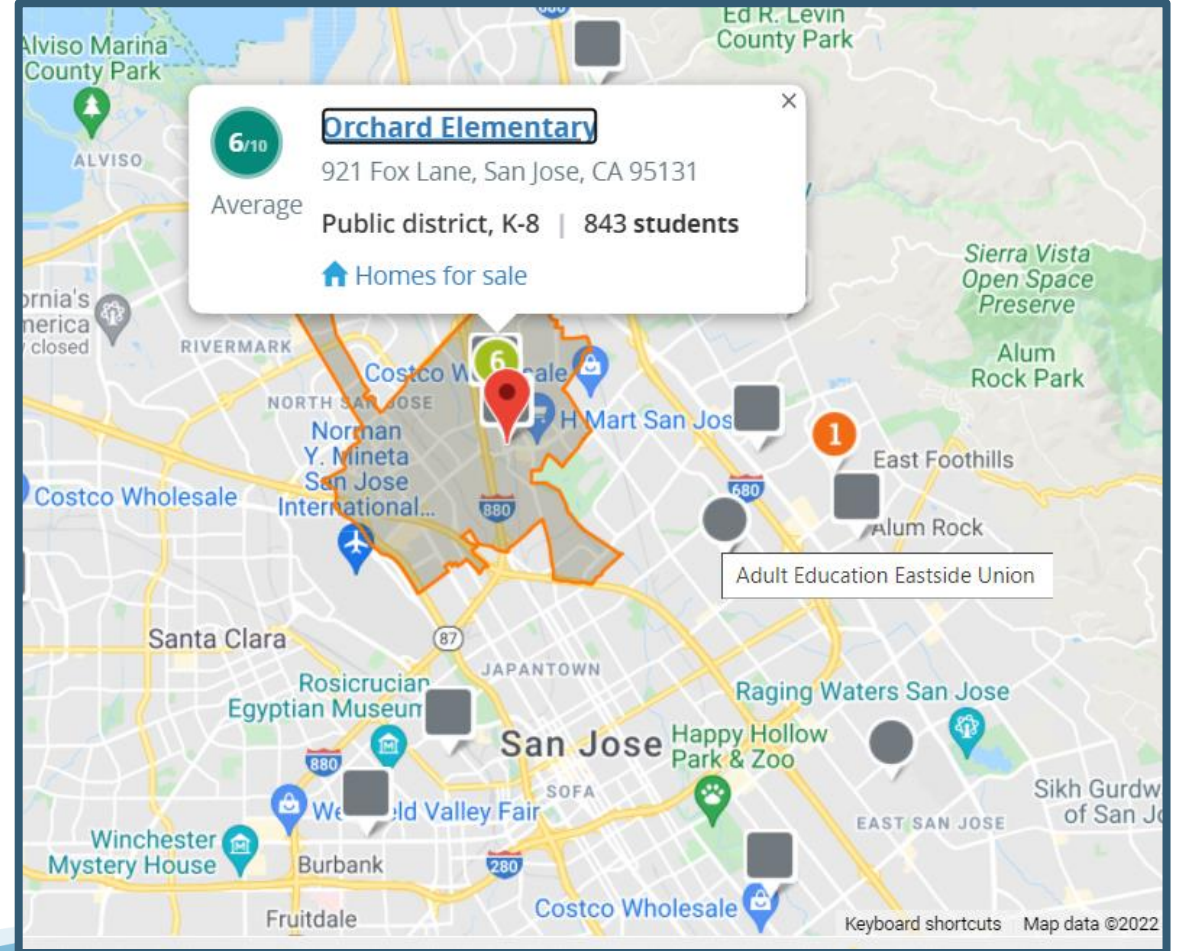 680
Ed R. Levin
County Park
Alviso Marina
County Park
ALVISO
6/10
Average
Orchard Elementary
921 Fox Lane, San Jose, CA 95131
Public district, K-8 | 843 students
Homes for sale
×
Sierra Vista
Open Space
Preserve
Alum
Rock Park
closed
RIVERMARK
NORTH SAN JOSE
Costco
6
H Mart San
Norman
Y. Mineta
San Jose
International...
Costco Wholesale
880
680
1
East Foothills
Alum Rock
Adult Education Eastside Union
Santa Clara
87
JAPANTOWN
Rosicrucian
Egyptian Museum
Raging Waters San Jose
San Jose
Happy Hollow
Park & Zoo
880
SOFA
Valley Fair
EAST SAN JOSE
Sikh
of San
Winchester
Mystery House
Burbank
280
Fruitdale
Costco Wholesale
Keyboard shortcuts
Map data ©2022